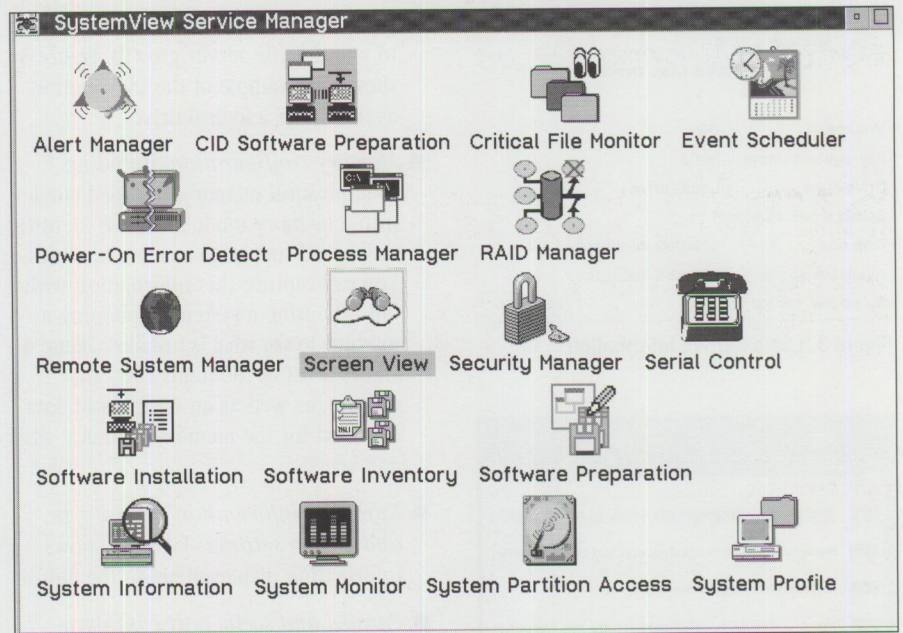 SystemView Service Manager
Alert Manager CID Software Preparation Critical File Monitor Event Scheduler
Power-On Error Detect Process Manager RAID Manager
Remote System Manager Screen View Security Manager Serial Control
Software Installation Software Inventory Software Preparation
System Information System Monitor System Partition Access System Profile